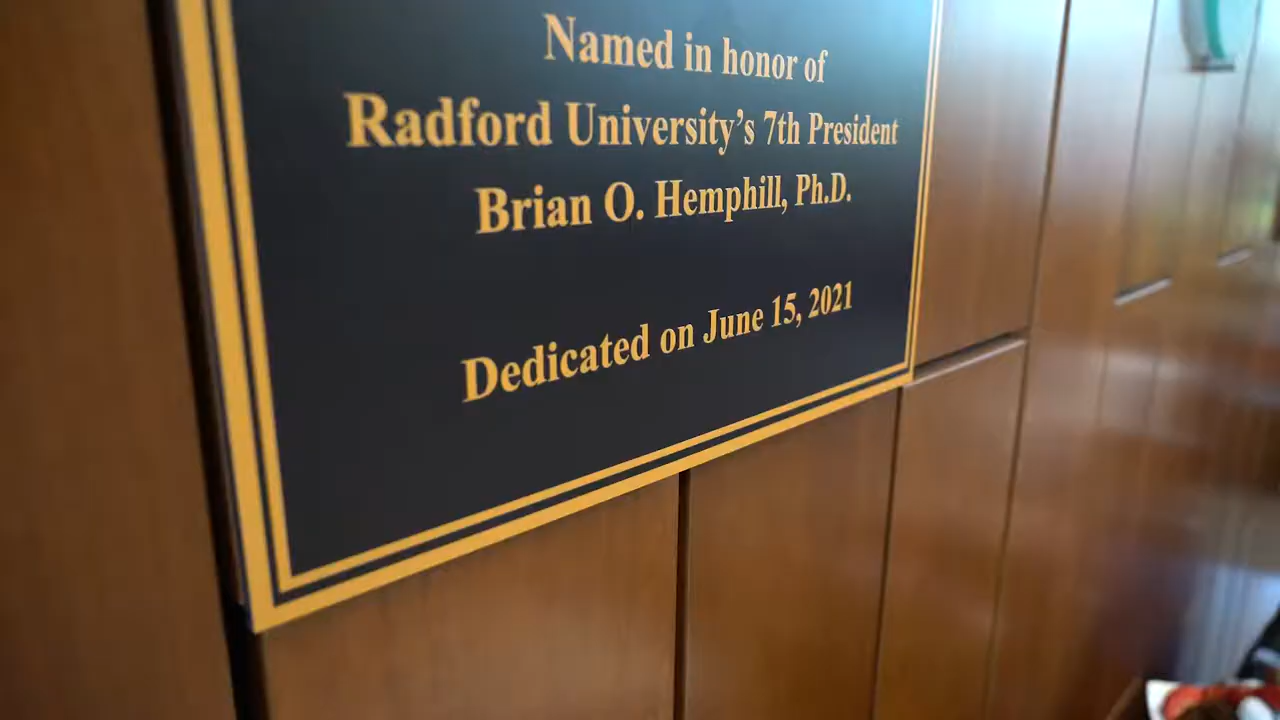 Named in honor of
Radford University’s 7th President
Brian O. Hemphill, Ph.D.
Dedicated on June 15, 2021